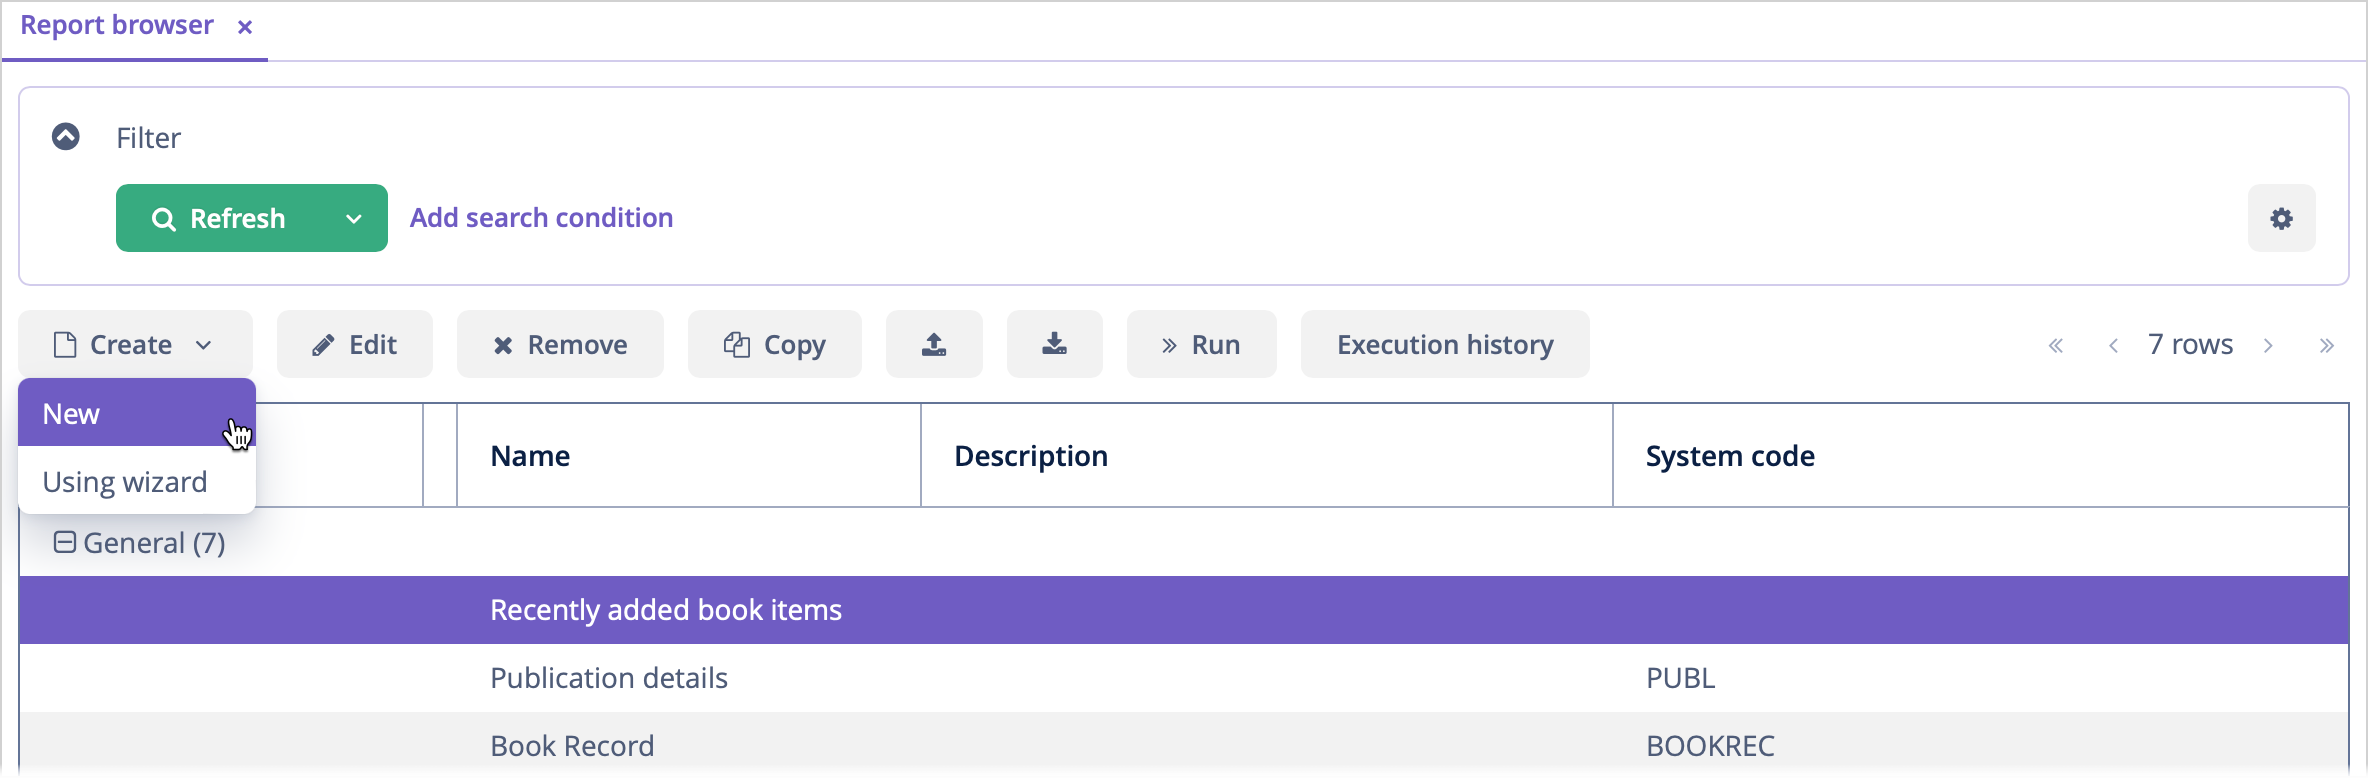 Report browser
Filter
Refresh Add search condition
Create Edit Remove Copy Run Execution history 7 rows
New
Using wizard
Name Description System code
General (7)
Recently added book items
Publication details PUBL
Book Record BOOKREC